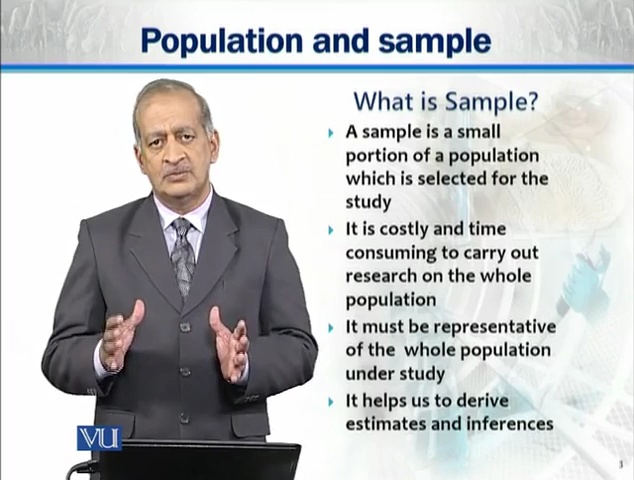 Population and sample
What is Sample?
A sample is a small
portion of a population
which is selected for the
study
It is costly and time
consuming to carry out
research on the whole
population
It must be representative
of the whole population
under study
It helps us to derive
estimates and inferences
VU
3